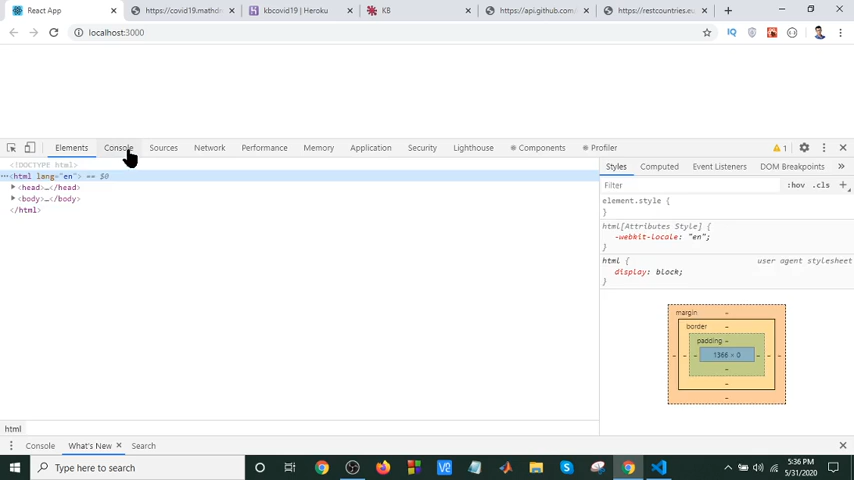 React App
https://covid19.mathdr
kbcovid19 | Heroku
KB
https://api.github.com/
https://restcountries.eu
localhost:3000
IQ
Elements
Console
Sources
Network
Performance
Memory
Application
Security
Lighthouse
Components
Profiler
1
<!DOCTYPE html>
<html lang="en"> == $0
<head>…</head>
<body>…</body>
</html>
Styles
Computed
Event Listeners
DOM Breakpoints
Filter
:hov
.cls
element.style {
}
html[Attributes Style] {
-webkit-locale: "en";
}
html {
user agent stylesheet
display: block;
}
margin
border
padding
1366 × 0
html
Console
What's New
Search
Type here to search
5:36 PM
5/31/2020